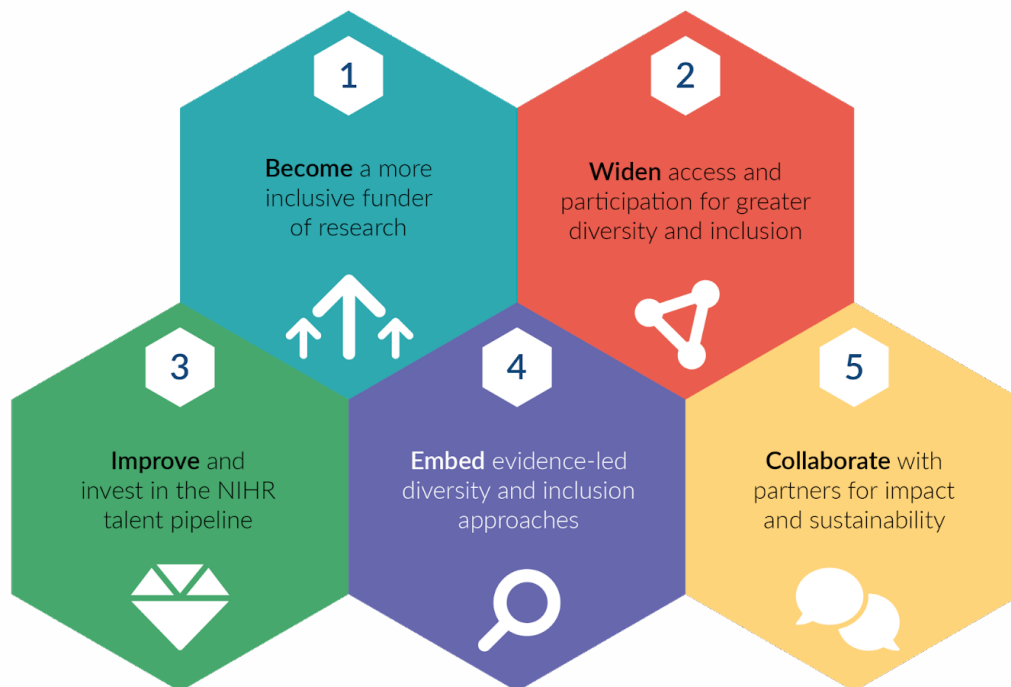 1
Become a more
inclusive funder
of research
2
Widen access and
participation for greater
diversity and inclusion
3
Improve and
invest in the NIHR
talent pipeline
4
Embed evidence-led
diversity and inclusion
approaches
5
Collaborate with
partners for impact
and sustainability